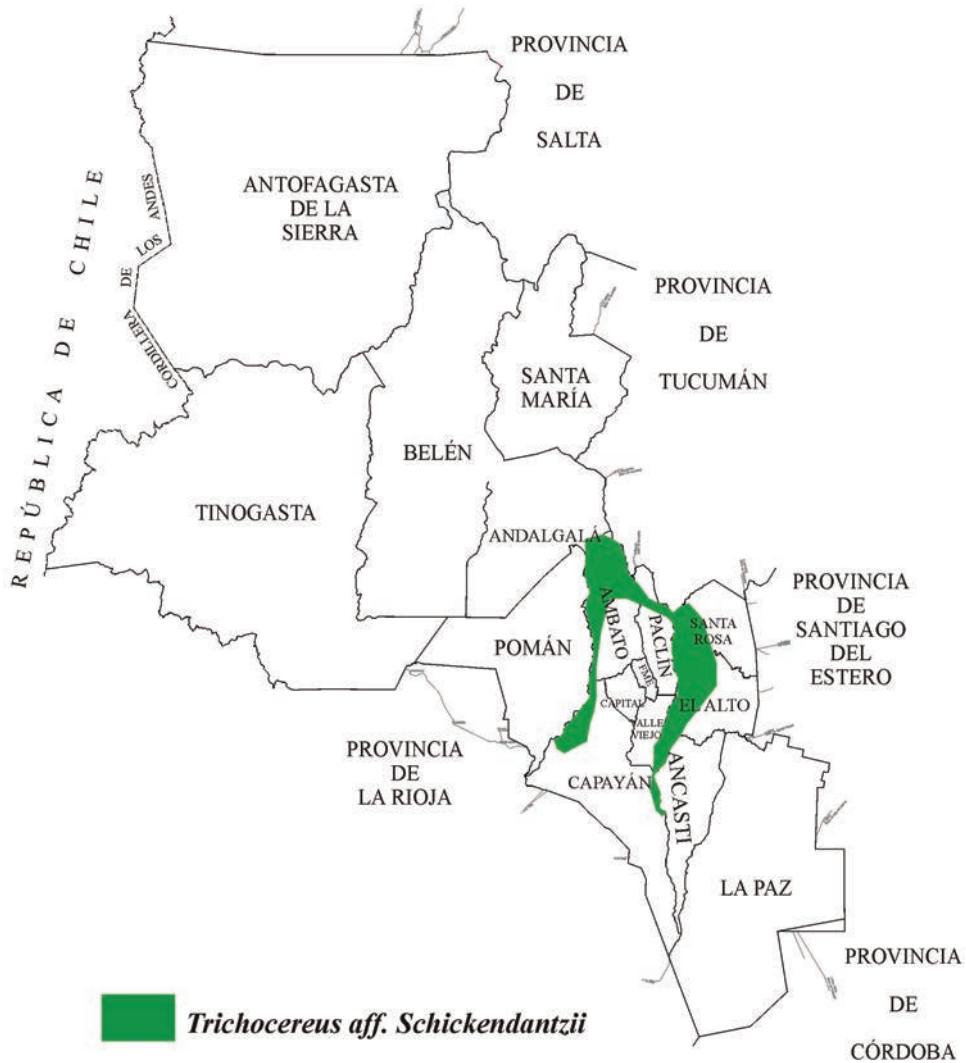 PROVINCIA
DE
SALTA
ANTOFAGASTA
DE LA
SIERRA
REPÚBLICA DE CHILE
CORDILLERA DE LOS ANDES
PROVINCIA
DE
TUCUMÁN
SANTA
MARÍA
BELÉN
TINOGASTA
ANDALGALÁ
PROVINCIA
DE
SANTIAGO
DEL
ESTERO
AMBATO
PACLÍN
SANTA
ROSA
POMÁN
FME
CAPITAL
EL ALTO
VALLE
VIEJO
PROVINCIA
DE
LA RIOJA
CAPAYÁN
ANCASTI
LA PAZ
PROVINCIA
DE
CÓRDOBA
Trichocereus aff. Schickendantzii